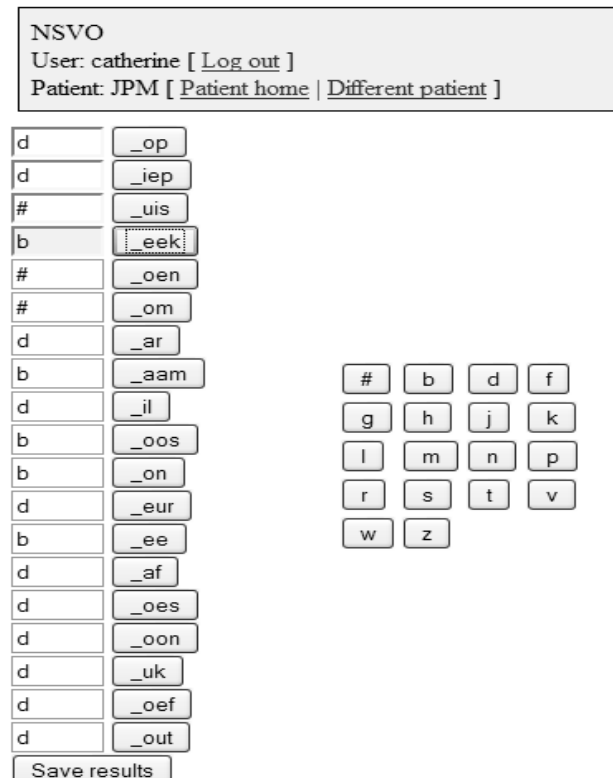 NSVO
User: catherine [ Log out ]
Patient: JPM [ Patient home | Different patient ]
d _op
d _iep
# _uis
b _eek
# _oen
# _om
d _ar
b _aam
d _il
b _oos
b _on
d _eur
b _ee
d _af
d _oes
d _oon
d _uk
d _oef
d _out
Save results
# b d f
g h j k
l m n p
r s t v
w z